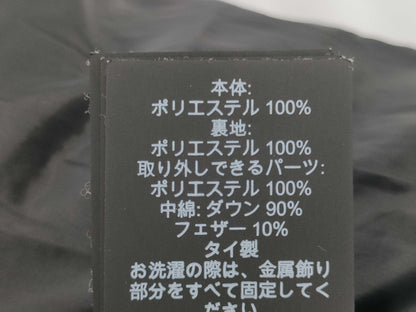 本体:
ポリエステル 100%
裏地:
ポリエステル 100%
取り外しできるパーツ:
ポリエステル 100%
中綿: ダウン 90%
フェザー 10%
タイ製
お洗濯の際は、金属飾り
部分をすべて固定してく
ださい